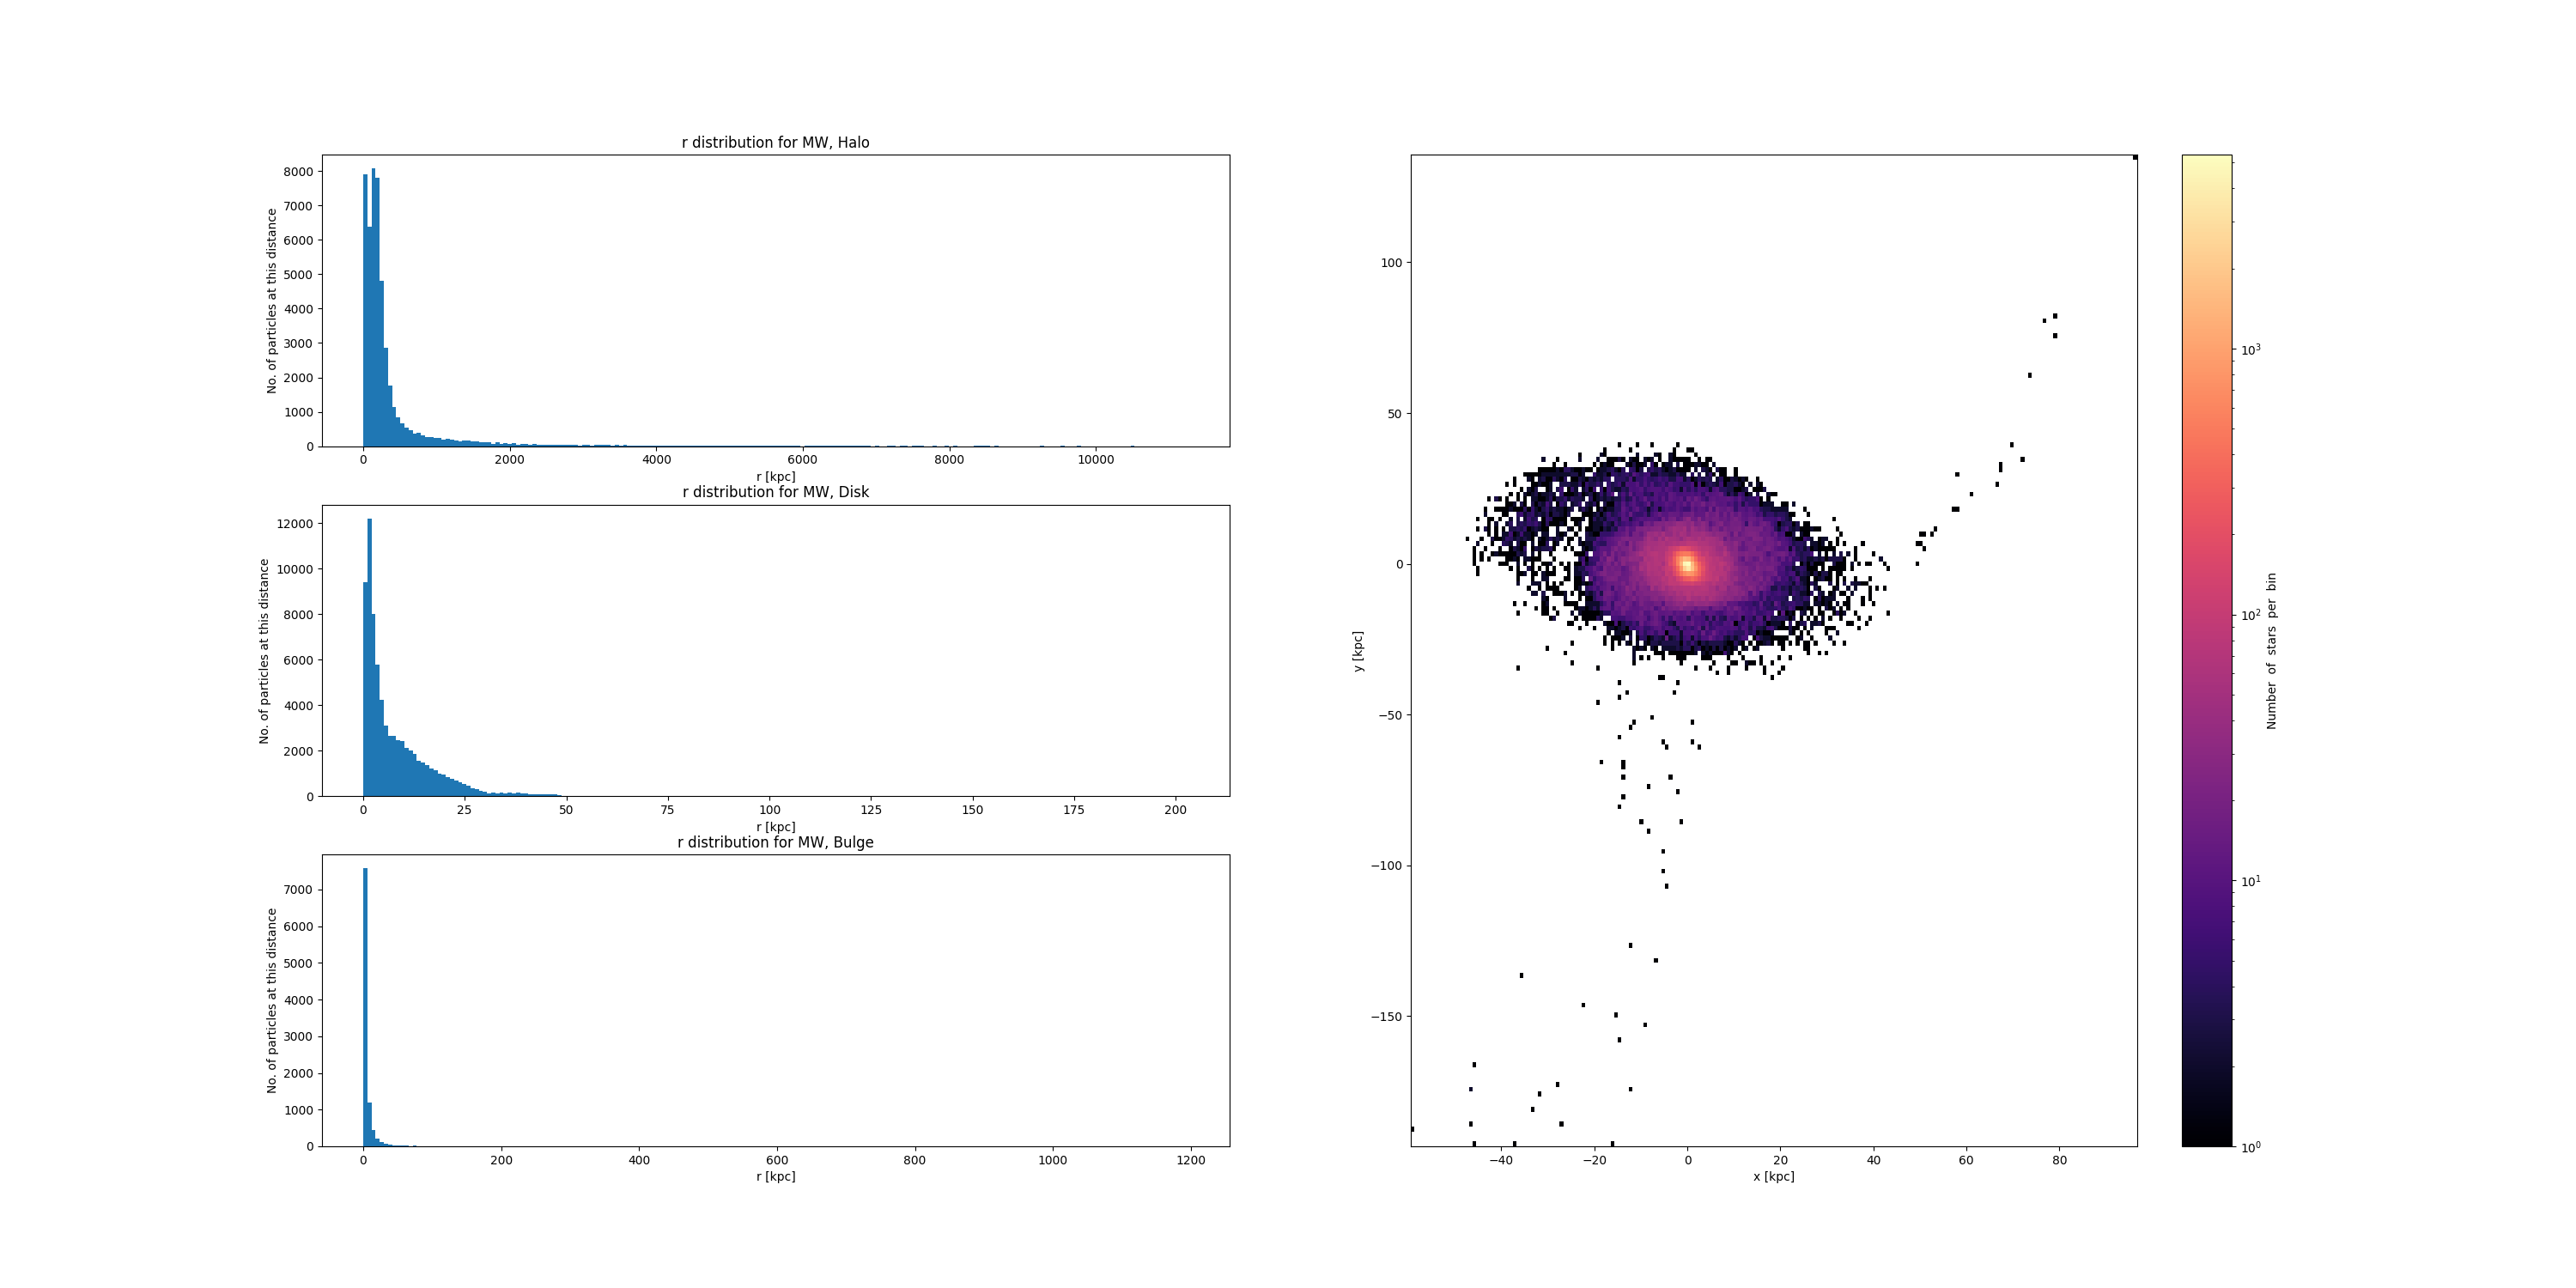 r distribution for MW, Halo
No. of particles at this distance
8000
7000
6000
5000
4000
3000
2000
1000
0
0 2000 4000 6000 8000 10000
r [kpc]
r distribution for MW, Disk
No. of particles at this distance
12000
10000
8000
6000
4000
2000
0
0 25 50 75 100 125 150 175 200
r [kpc]
r distribution for MW, Bulge
No. of particles at this distance
7000
6000
5000
4000
3000
2000
1000
0
0 200 400 600 800 1000 1200
r [kpc]
y [kpc]
100
50
0
−50
−100
−150
−40 −20 0 20 40 60 80
x [kpc]
10³
10²
10¹
10⁰
Number of stars per bin